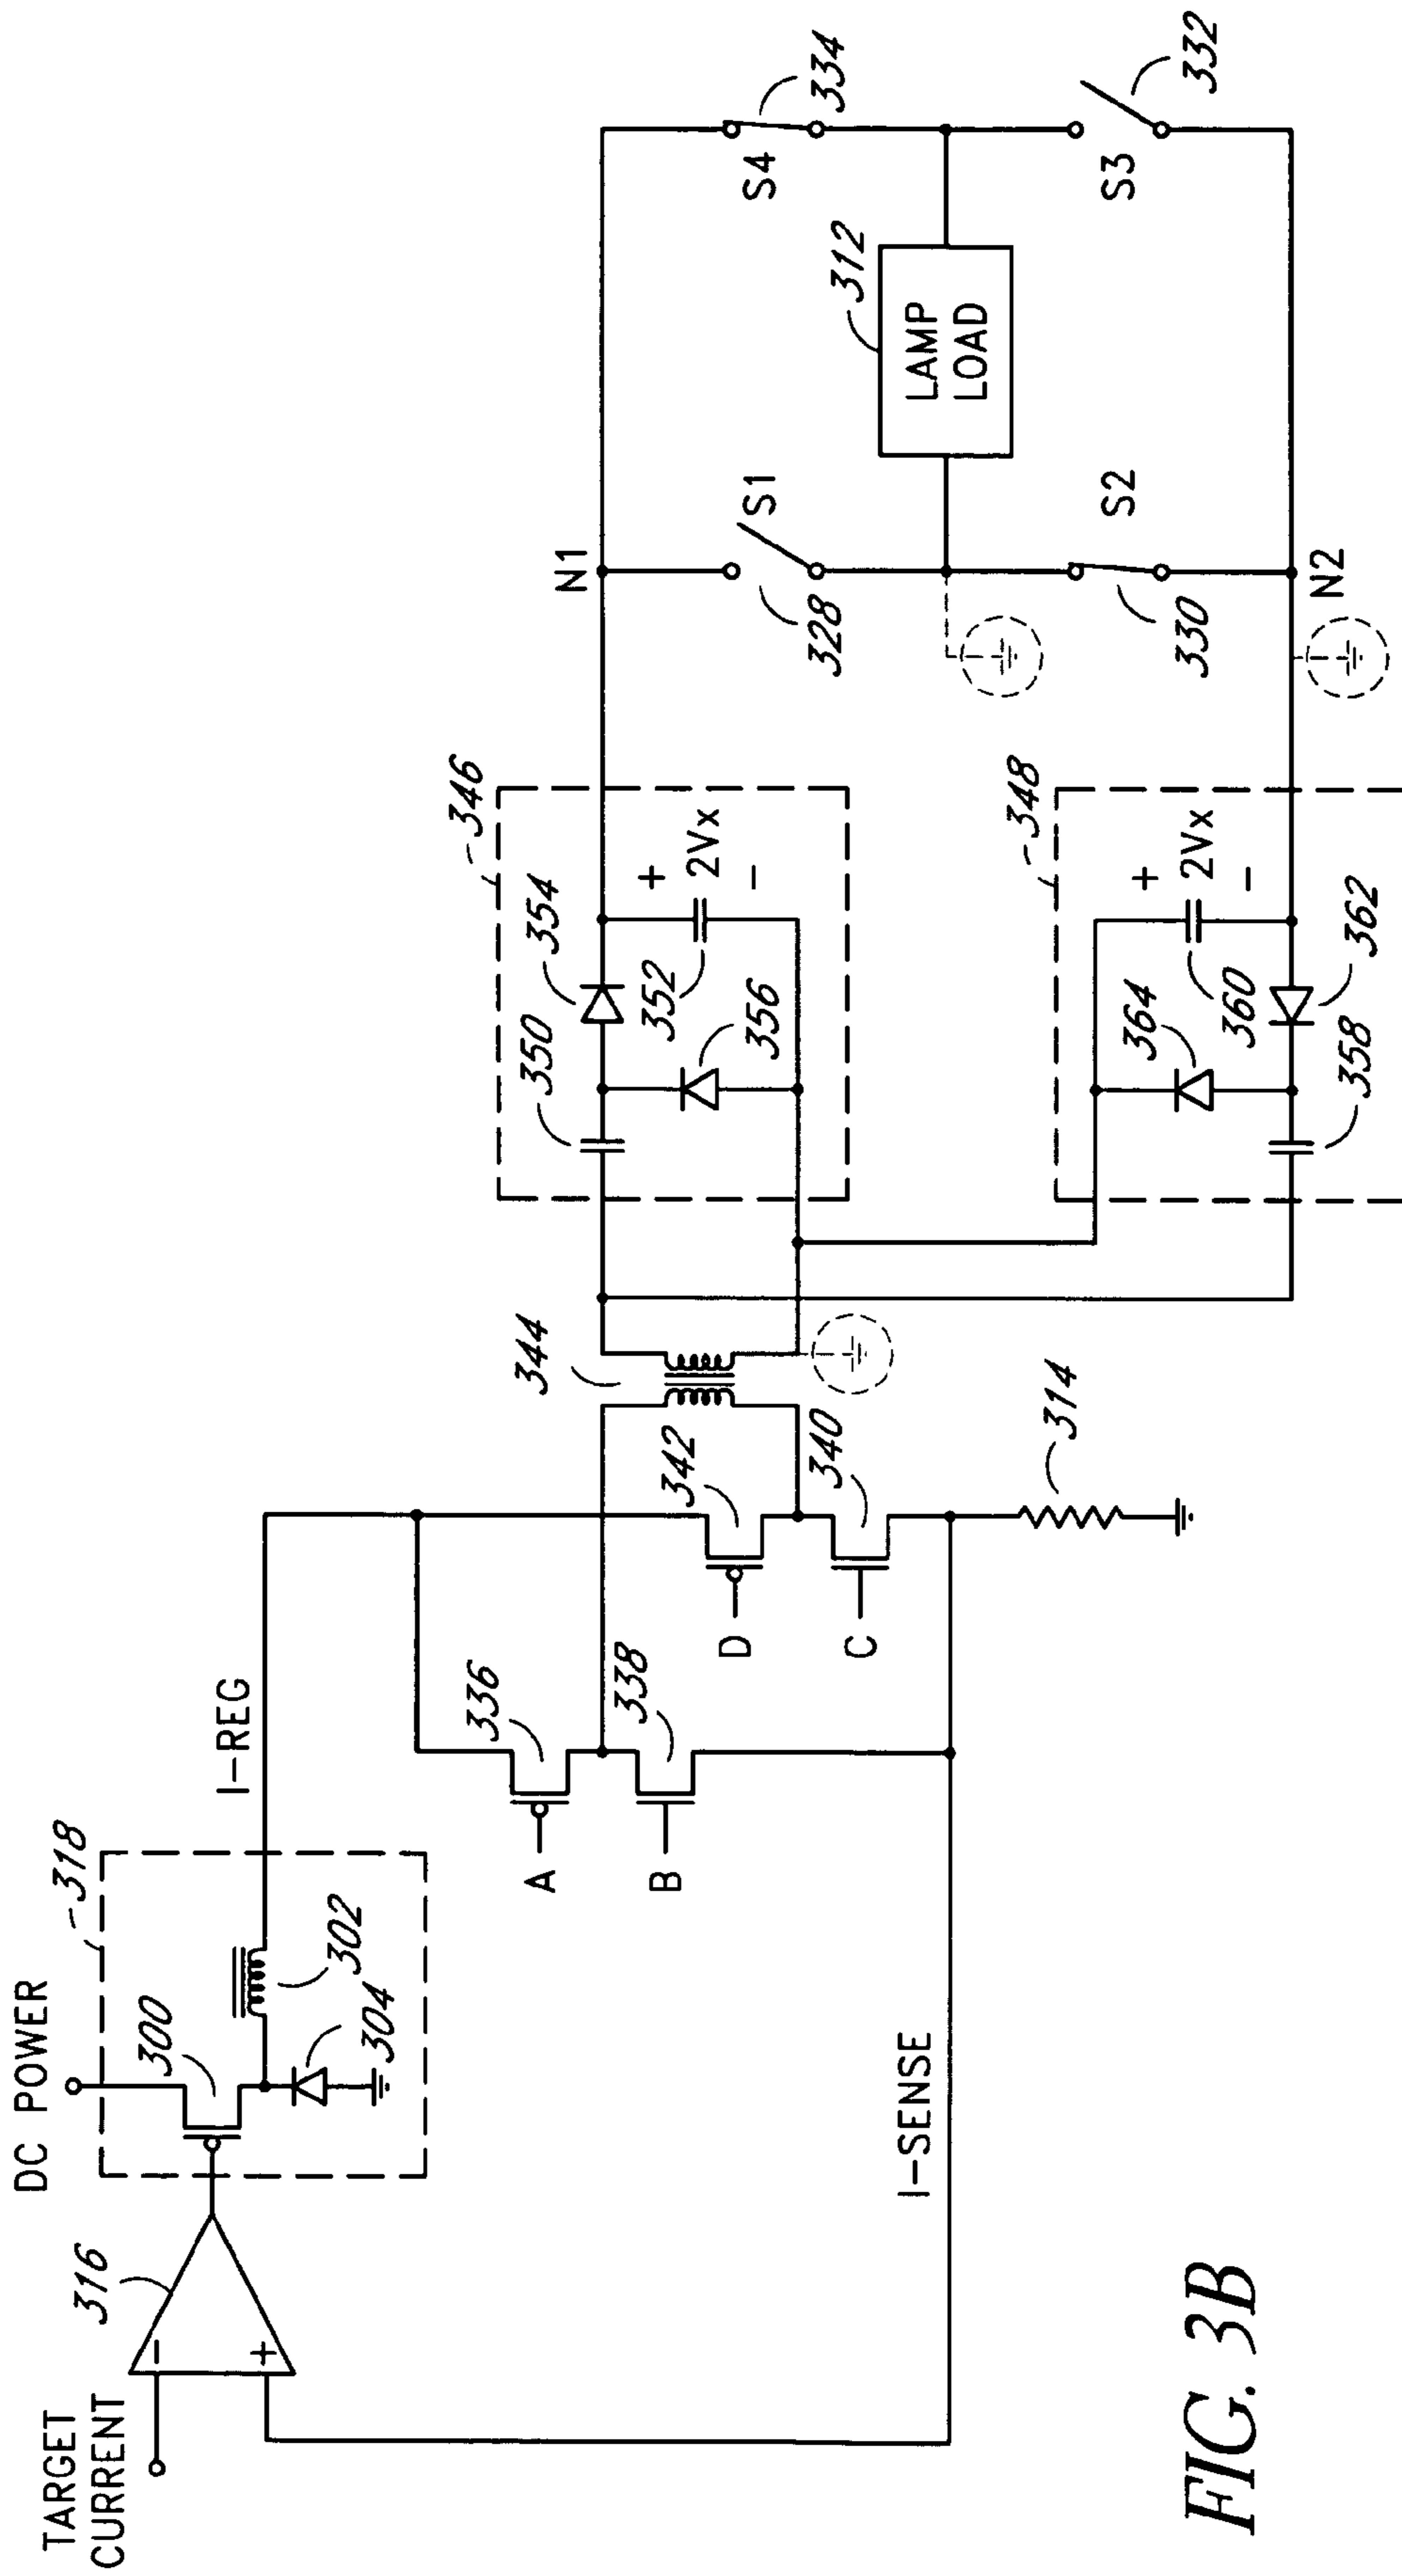 TARGET
CURRENT
316
−
+
DC POWER
318
300
302
304
I-REG
I-SENSE
A
336
B
338
D
342
C
340
314
344
346
350
354
352
356
+
2Vx
−
348
364
360
358
362
+
2Vx
−
N1
328
S1
S2
330
N2
312
LAMP
LOAD
S4
334
S3
332
FIG. 3B